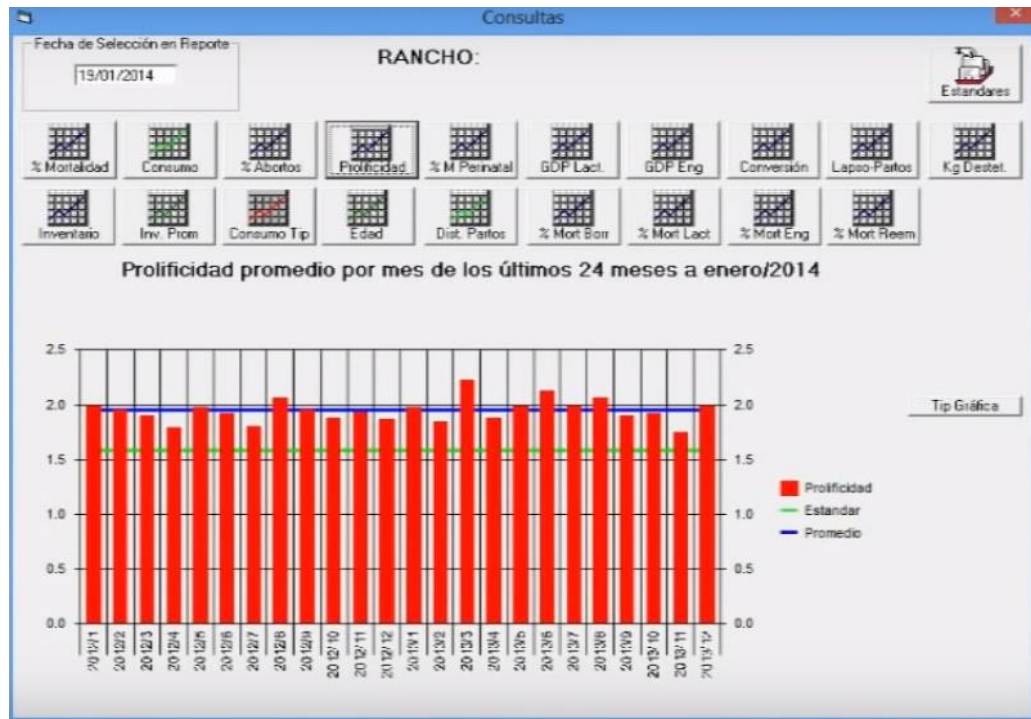 Consultas
Fecha de Selección en Reporte
19/01/2014
RANCHO:
Estandares
% Mortalidad Consumo % Abortos Prolificidad % M Perinatal GDP Lact. GDP Eng Conversión Lapso-Partos Kg Destet.
Inventario Inv. Prom Consumo Tip Edad Dist. Partos % Mort Borr % Mort Lact % Mort Eng % Mort Reem
Prolificidad promedio por mes de los últimos 24 meses a enero/2014
2.5 2.5
2.0 2.0
Tip Gráfica
1.5 1.5
Prolificidad
1.0 1.0
Estandar
Promedio
0.5 0.5
0.0 0.0
2012/1 2012/2 2012/3 2012/4 2012/5 2012/6 2012/7 2012/8 2012/9 2012/10 2012/11 2012/12 2013/1 2013/2 2013/3 2013/4 2013/5 2013/6 2013/7 2013/8 2013/9 2013/10 2013/11 2013/12